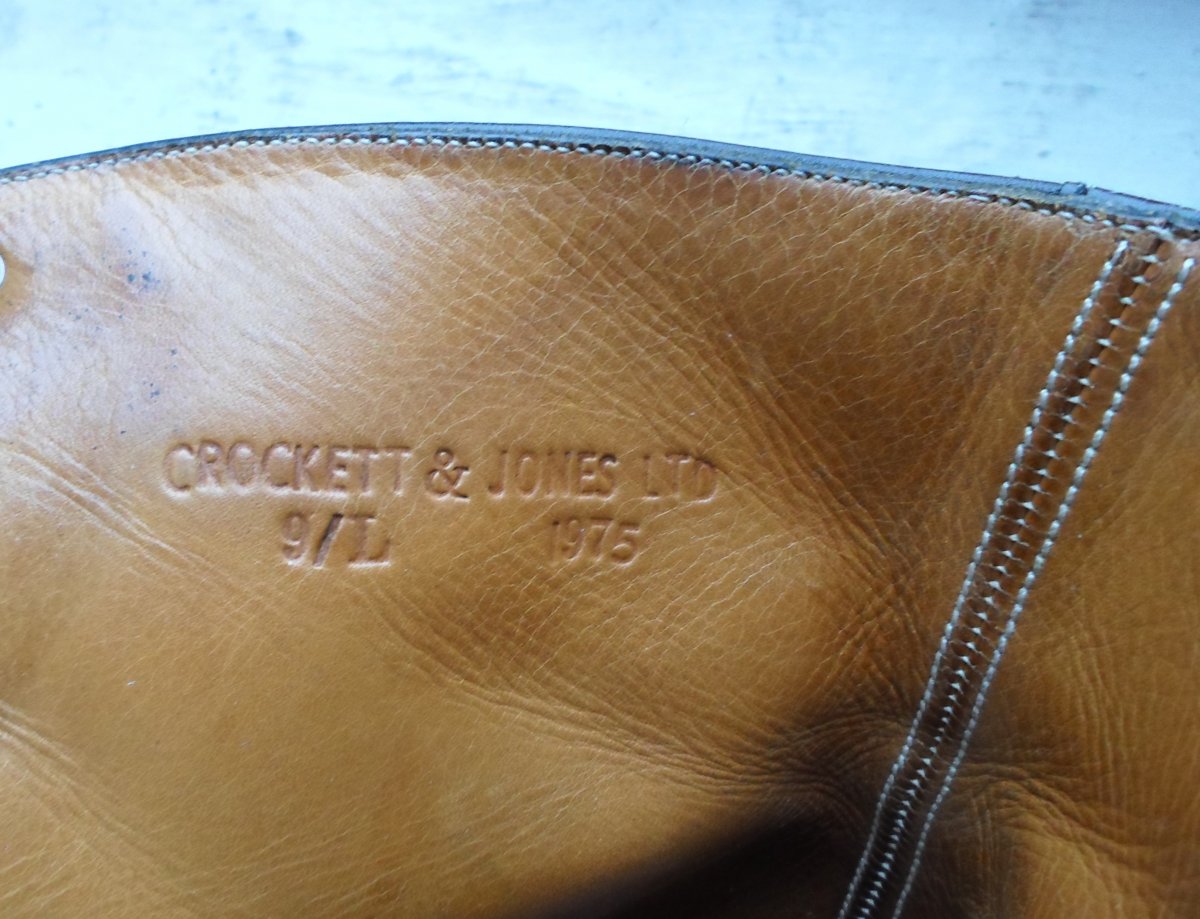 CROCKETT & JONES LTD
9/L 1975